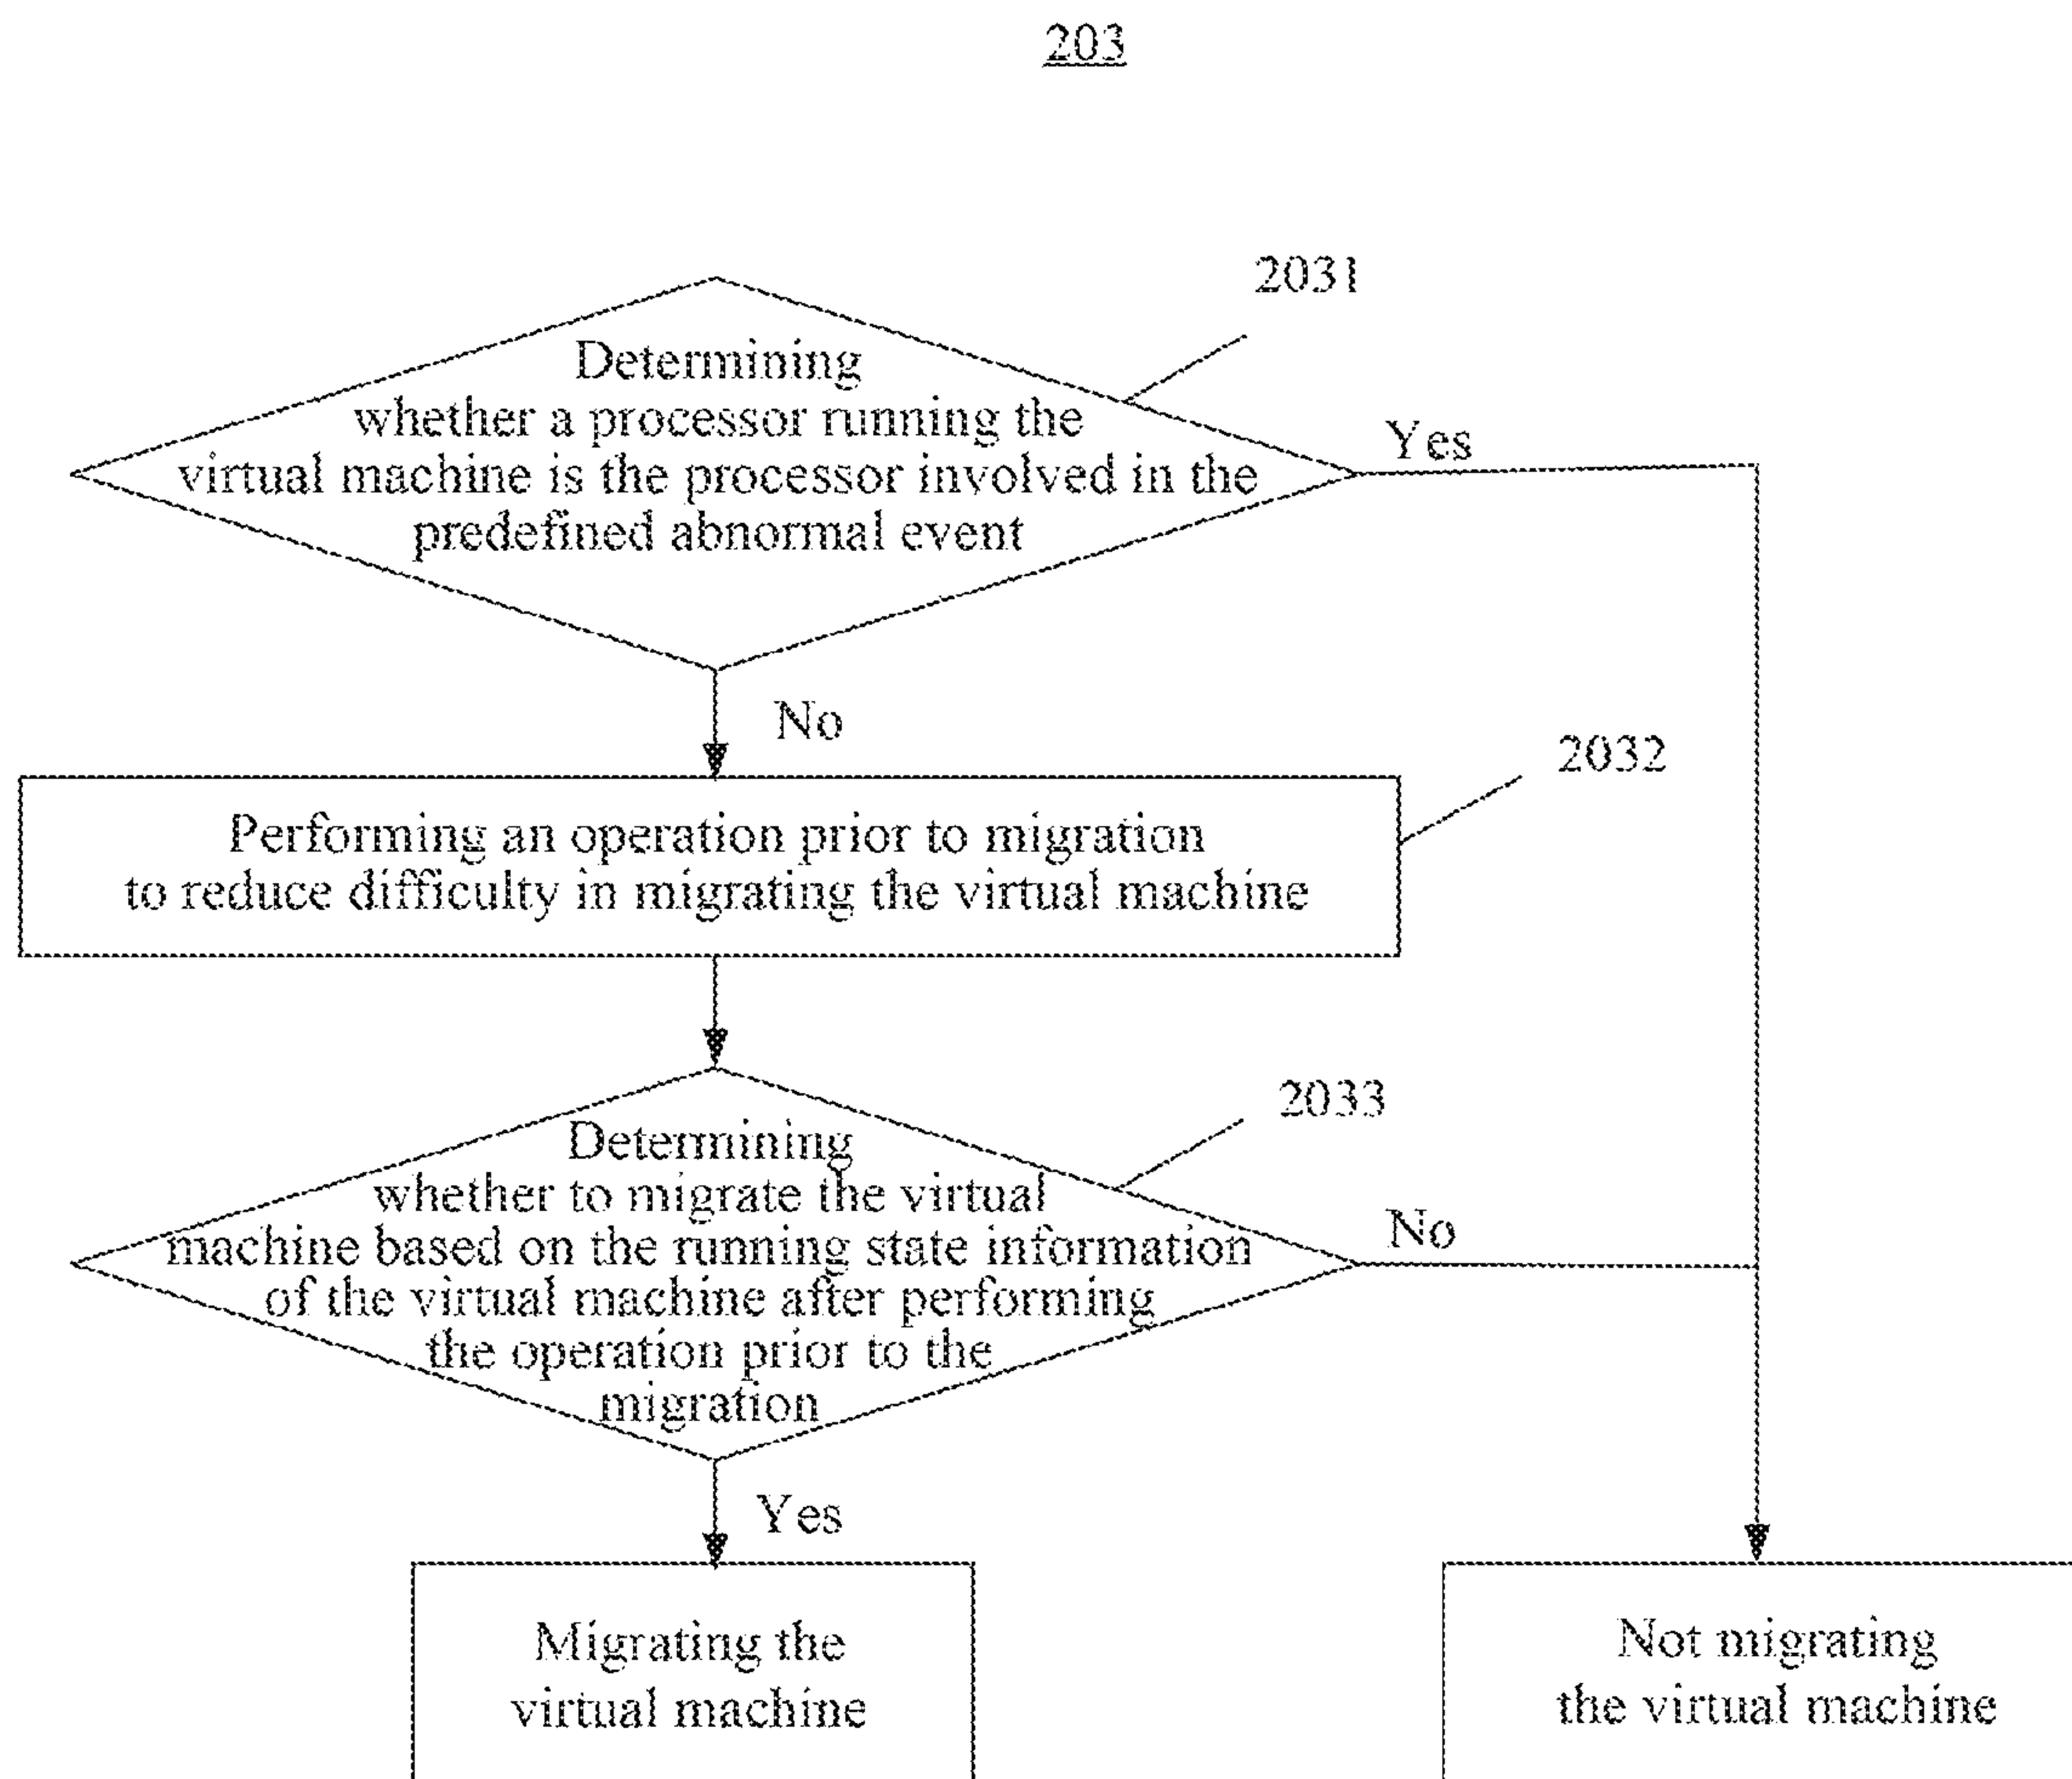 203
2031
Determining
whether a processor running the
virtual machine is the processor involved in the
predefined abnormal event
Yes
No
2032
Performing an operation prior to migration
to reduce difficulty in migrating the virtual machine
2033
Determining
whether to migrate the virtual
machine based on the running state information
of the virtual machine after performing
the operation prior to the
migration
No
Yes
Migrating the
virtual machine
Not migrating
the virtual machine